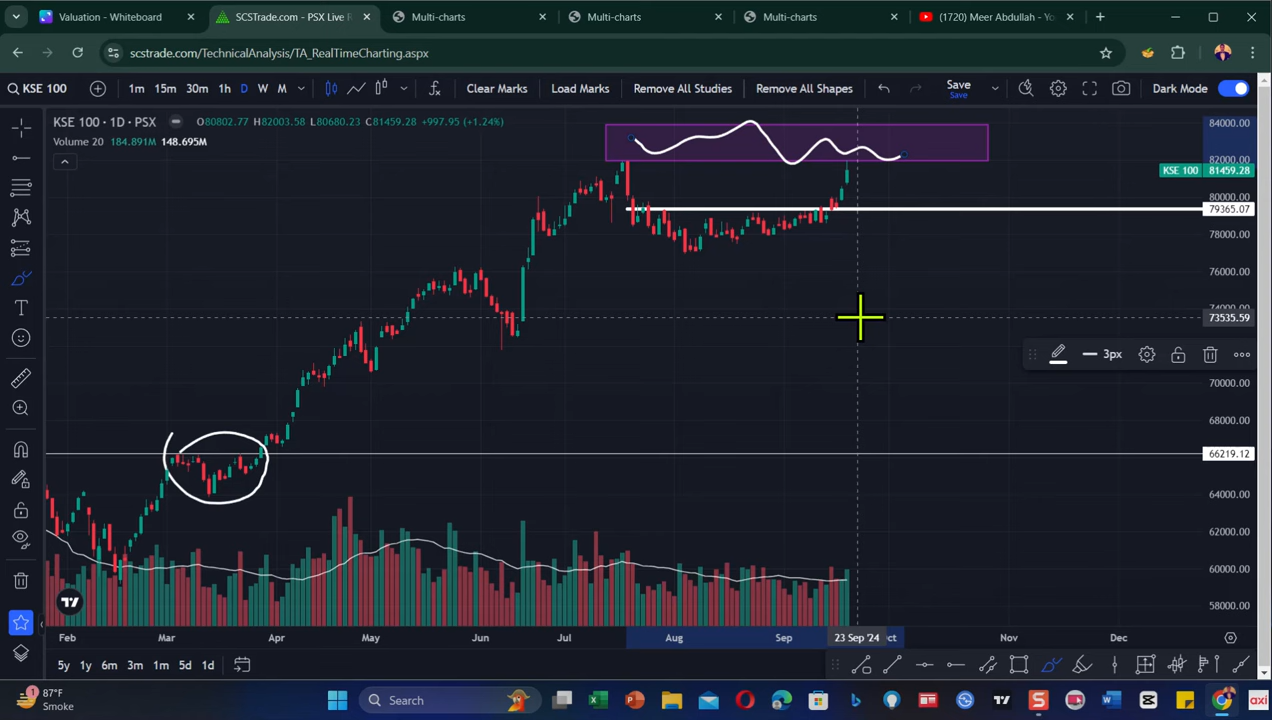 Valuation - Whiteboard
SCSTrade.com - PSX Live R
Multi-charts
Multi-charts
Multi-charts
(1720) Meer Abdullah - Yo
scstrade.com/TechnicalAnalysis/TA_RealTimeCharting.aspx
KSE 100
1m 15m 30m 1h D W M
Clear Marks
Load Marks
Remove All Studies
Remove All Shapes
Save
Save
Dark Mode
KSE 100 · 1D · PSX O80802.77 H82003.58 L80680.23 C81459.28 +997.95 (+1.24%)
Volume 20 184.891M 148.695M
84000.00
82000.00
KSE 100 81459.28
80000.00
79365.07
78000.00
76000.00
74000.00
73535.59
3px
70000.00
68000.00
66219.12
64000.00
62000.00
60000.00
58000.00
Feb Mar Apr May Jun Jul Aug Sep 23 Sep '24 ct Nov Dec
5y 1y 6m 3m 1m 5d 1d
1
87°F
Smoke
Search
axi